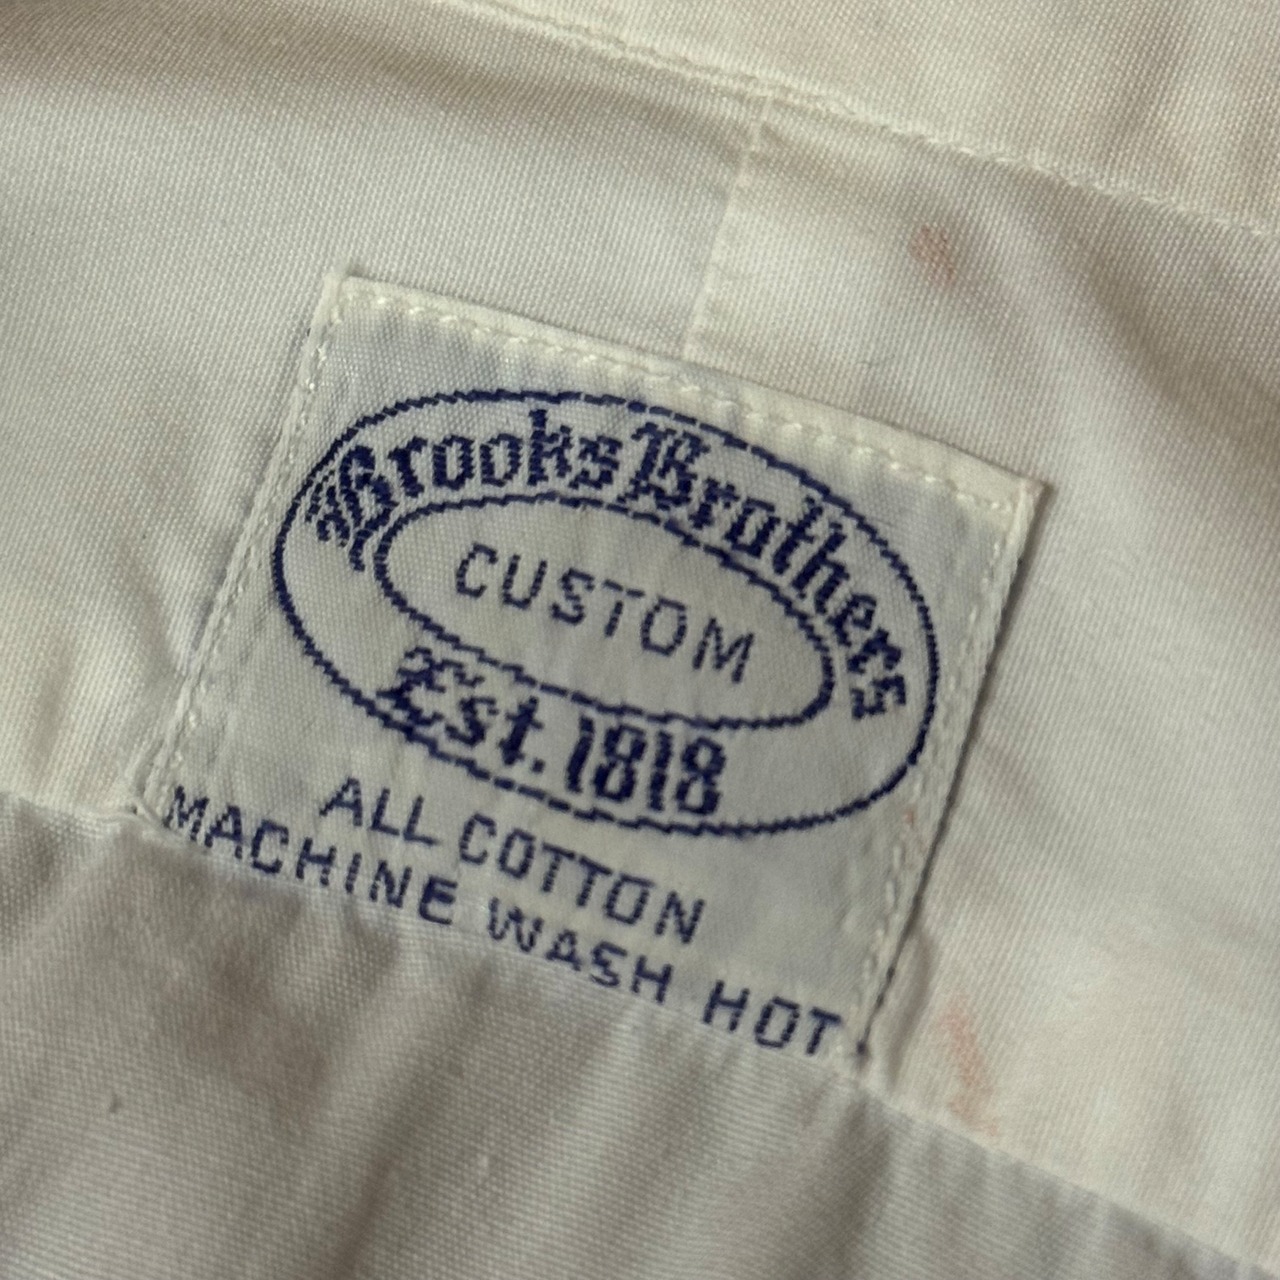 Brooks Brothers
CUSTOM
Est. 1818
ALL COTTON
MACHINE WASH HOT